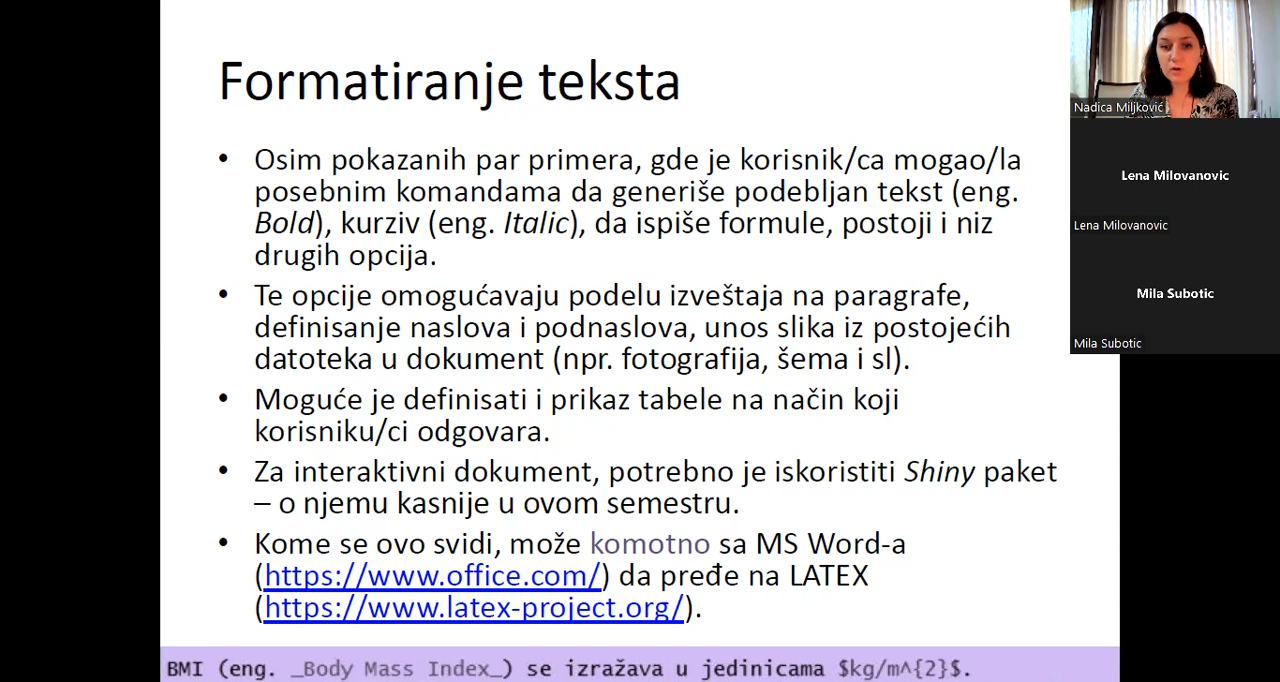 Formatiranje teksta
• Osim pokazanih par primera, gde je korisnik/ca mogao/la
posebnim komandama da generiše podebljan tekst (eng.
Bold), kurziv (eng. Italic), da ispiše formule, postoji i niz
drugih opcija.
• Te opcije omogućavaju podelu izveštaja na paragrafe,
definisanje naslova i podnaslova, unos slika iz postojećih
datoteka u dokument (npr. fotografija, šema i sl).
• Moguće je definisati i prikaz tabele na način koji
korisniku/ci odgovara.
• Za interaktivni dokument, potrebno je iskoristiti Shiny paket
– o njemu kasnije u ovom semestru.
• Kome se ovo svidi, može komotno sa MS Word-a
(https://www.office.com/) da pređe na LATEX
(https://www.latex-project.org/).
BMI (eng. _Body Mass Index_) se izražava u jedinicama $kg/m^{2}$.
Nadica Miljković
Lena Milovanovic
Lena Milovanovic
Mila Subotic
Mila Subotic